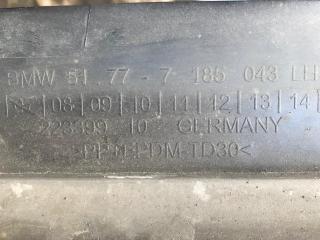 BMW 51 77 - 7 185 043 LH
07|08|09|10|11|12|13|14
223399 10 GERMANY
>PP+EPDM-TD30<